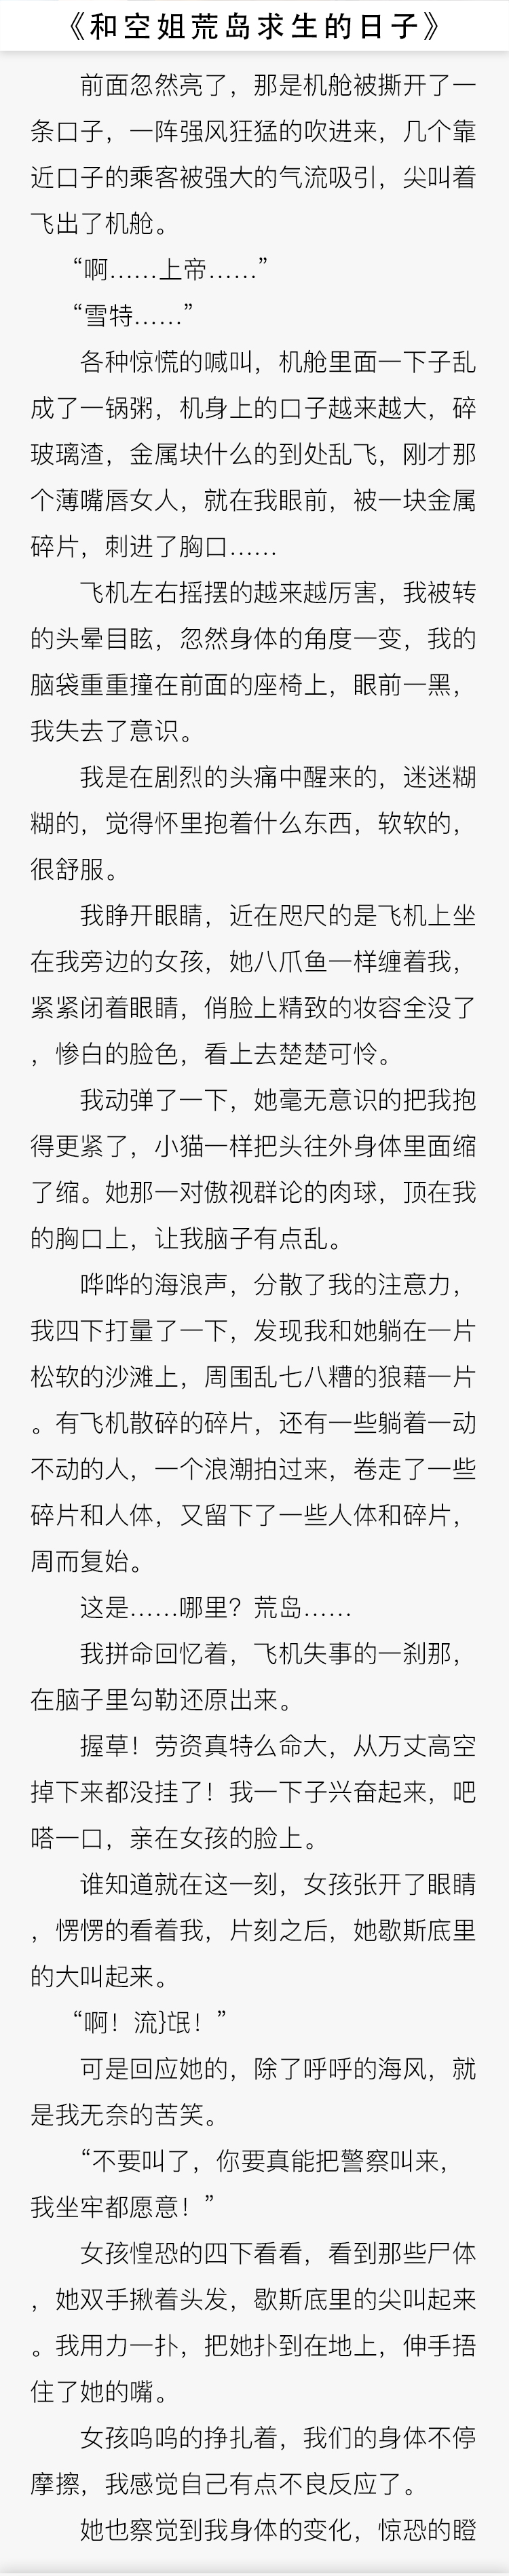 《和空姐荒岛求生的日子》
前面忽然亮了，那是机舱被撕开了一
条口子，一阵强风狂猛的吹进来，几个靠
近口子的乘客被强大的气流吸引，尖叫着
飞出了机舱。
“啊……上帝……”
“雪特……”
各种惊慌的喊叫，机舱里面一下子乱
成了一锅粥，机身上的口子越来越大，碎
玻璃渣，金属块什么的到处乱飞，刚才那
个薄嘴唇女人，就在我眼前，被一块金属
碎片，刺进了胸口……
飞机左右摇摆的越来越厉害，我被转
的头晕目眩，忽然身体的角度一变，我的
脑袋重重撞在前面的座椅上，眼前一黑，
我失去了意识。
我是在剧烈的头痛中醒来的，迷迷糊
糊的，觉得怀里抱着什么东西，软软的，
很舒服。
我睁开眼睛，近在咫尺的是飞机上坐
在我旁边的女孩，她八爪鱼一样缠着我，
紧紧闭着眼睛，俏脸上精致的妆容全没了
，惨白的脸色，看上去楚楚可怜。
我动弹了一下，她毫无意识的把我抱
得更紧了，小猫一样把头往外身体里面缩
了缩。她那一对傲视群论的肉球，顶在我
的胸口上，让我脑子有点乱。
哗哗的海浪声，分散了我的注意力，
我四下打量了一下，发现我和她躺在一片
松软的沙滩上，周围乱七八糟的狼藉一片
。有飞机散碎的碎片，还有一些躺着一动
不动的人，一个浪潮拍过来，卷走了一些
碎片和人体，又留下了一些人体和碎片，
周而复始。
这是……哪里？荒岛……
我拼命回忆着，飞机失事的一刹那，
在脑子里勾勒还原出来。
握草！劳资真特么命大，从万丈高空
掉下来都没挂了！我一下子兴奋起来，吧
嗒一口，亲在女孩的脸上。
谁知道就在这一刻，女孩张开了眼睛
，愣愣的看着我，片刻之后，她歇斯底里
的大叫起来。
“啊！流}氓！”
可是回应她的，除了呼呼的海风，就
是我无奈的苦笑。
“不要叫了，你要真能把警察叫来，
我坐牢都愿意！”
女孩惶恐的四下看看，看到那些尸体
，她双手揪着头发，歇斯底里的尖叫起来
。我用力一扑，把她扑到在地上，伸手捂
住了她的嘴。
女孩呜呜的挣扎着，我们的身体不停
摩擦，我感觉自己有点不良反应了。
她也察觉到我身体的变化，惊恐的瞪